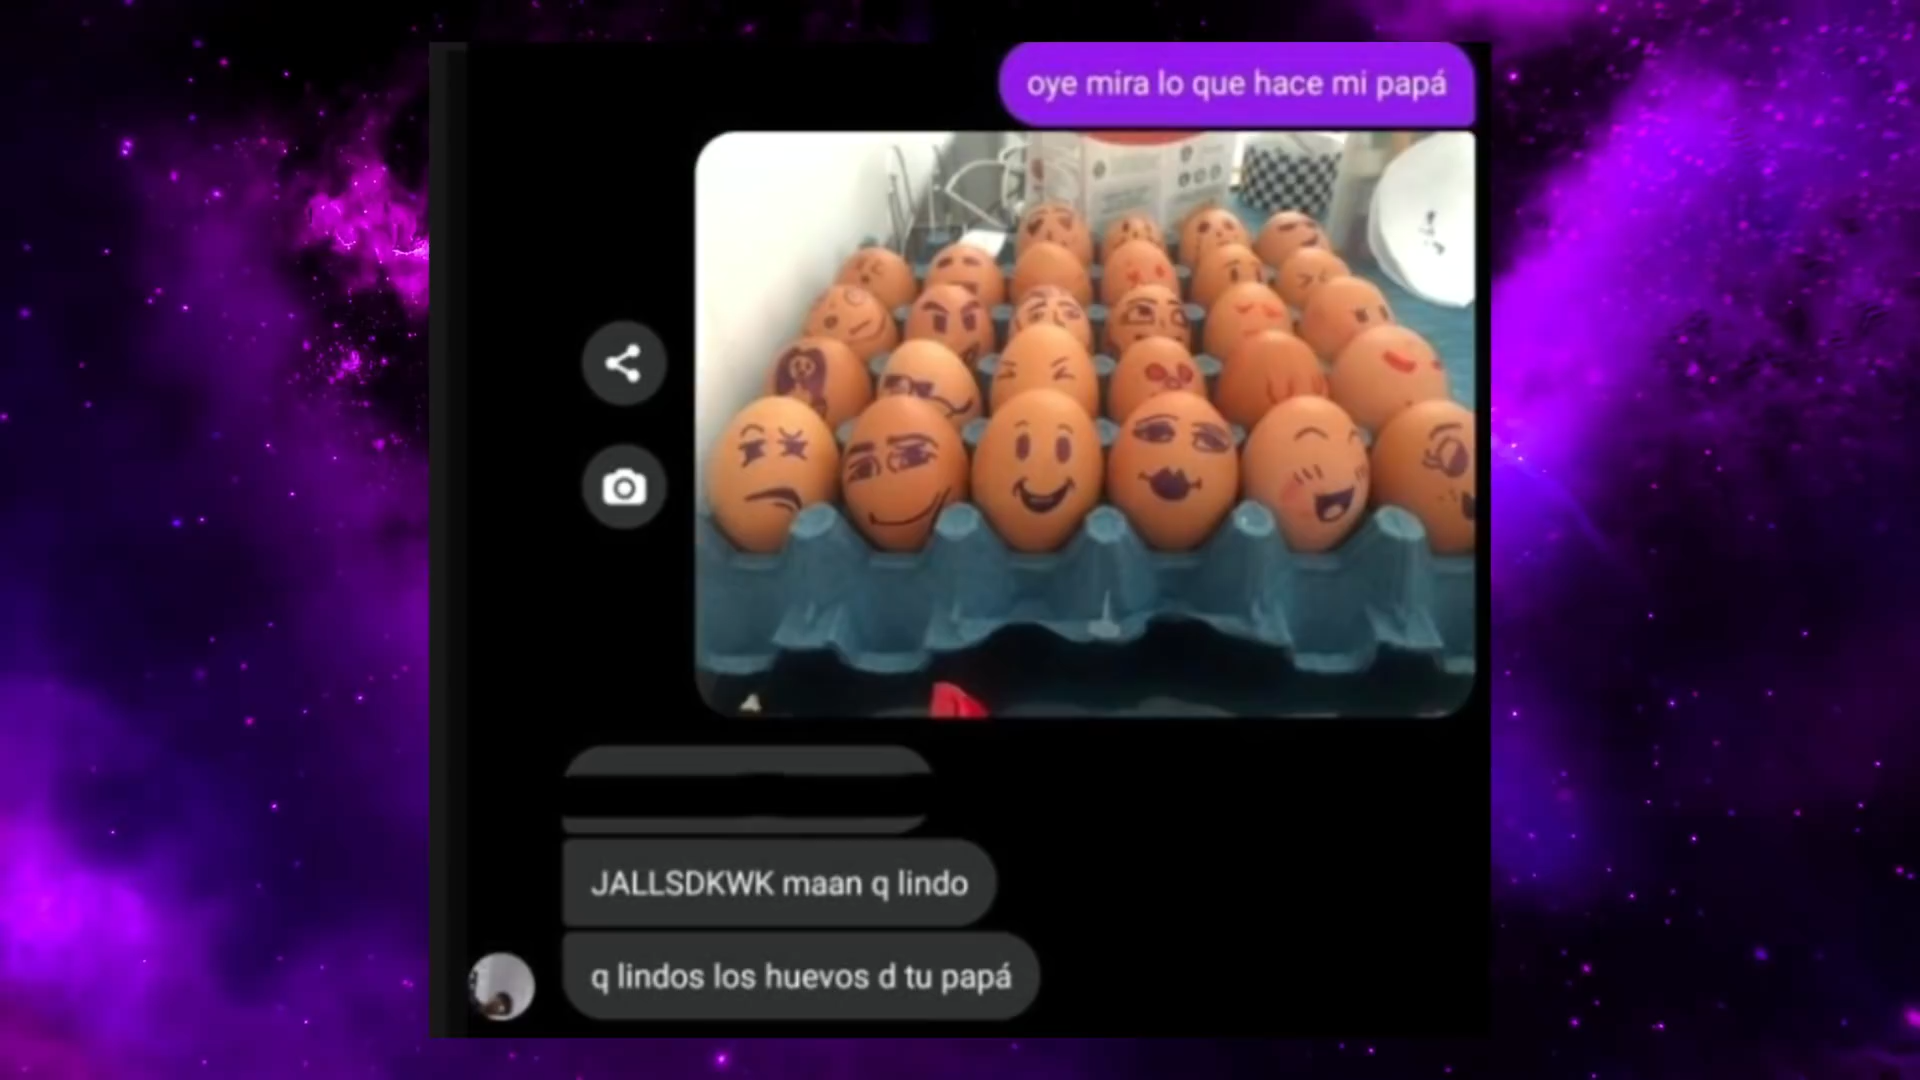 oye mira lo que hace mi papá
JALLSDKWK maan q lindo
q lindos los huevos d tu papá